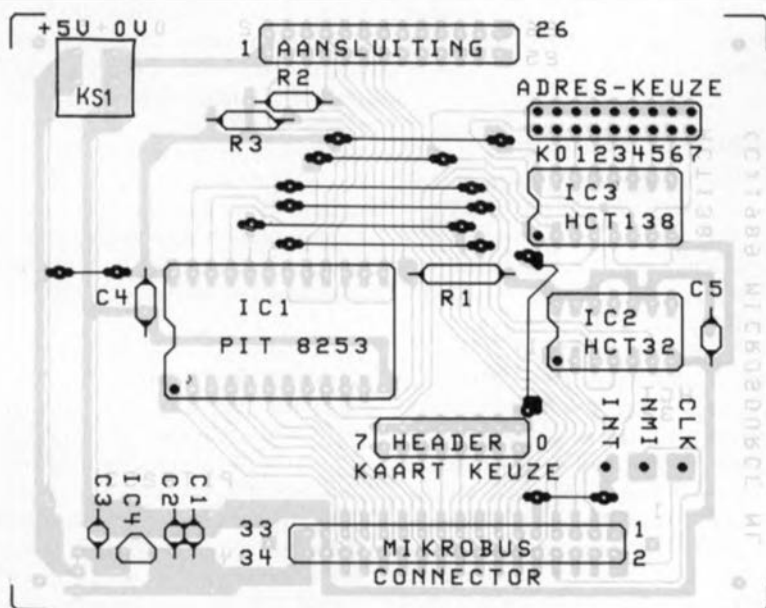 +5V +0V
KS1
26
1 AANSLUITING
R2
R3
ADRES-KEUZE
K01234567
IC3
HCT138
C4
IC1
PIT 8253
R1
C5
IC2
HCT32
INT
NMI
CLK
7 HEADER 0
KAART KEUZE
C3
IC4
C2
C1
33
34
1
2
MIKROBUS
CONNECTOR